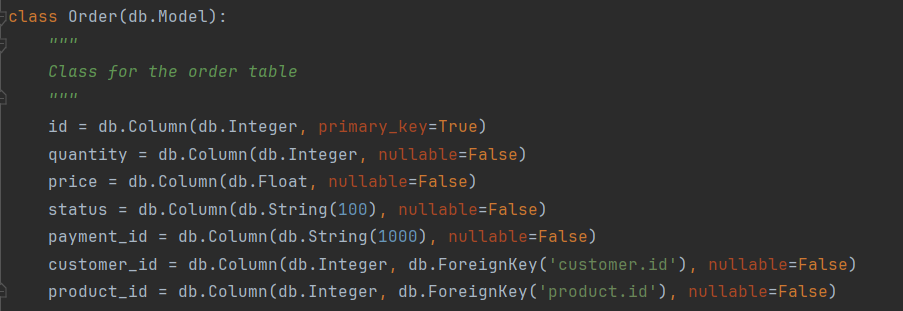 class Order(db.Model):
    """
    Class for the order table
    """
    id = db.Column(db.Integer, primary_key=True)
    quantity = db.Column(db.Integer, nullable=False)
    price = db.Column(db.Float, nullable=False)
    status = db.Column(db.String(100), nullable=False)
    payment_id = db.Column(db.String(1000), nullable=False)
    customer_id = db.Column(db.Integer, db.ForeignKey('customer.id'), nullable=False)
    product_id = db.Column(db.Integer, db.ForeignKey('product.id'), nullable=False)